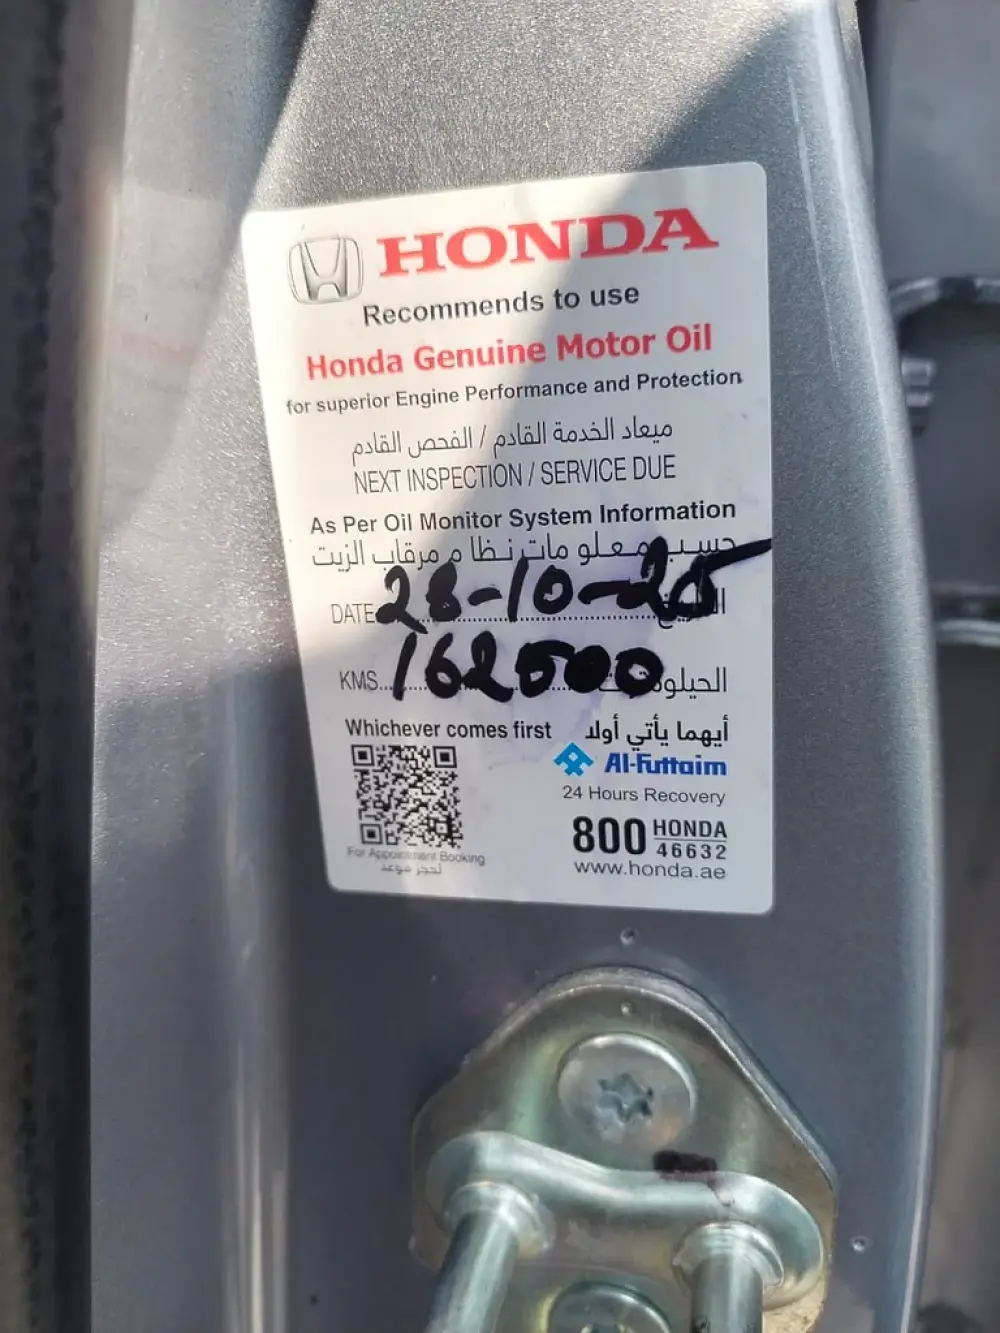 HONDA
Recommends to use
Honda Genuine Motor Oil
for superior Engine Performance and Protection
ميعاد الخدمة القادم / الفحص القادم
NEXT INSPECTION / SERVICE DUE
As Per Oil Monitor System Information
حسب معلومات نظام مرقاب الزيت
DATE 28-10-25 التاريخ
KMS 162500
Whichever comes first أيهما يأتي أولا
Al-Futtaim
24 Hours Recovery
800 HONDA
46632
www.honda.ae
For Appointment Booking
لحجز موعد